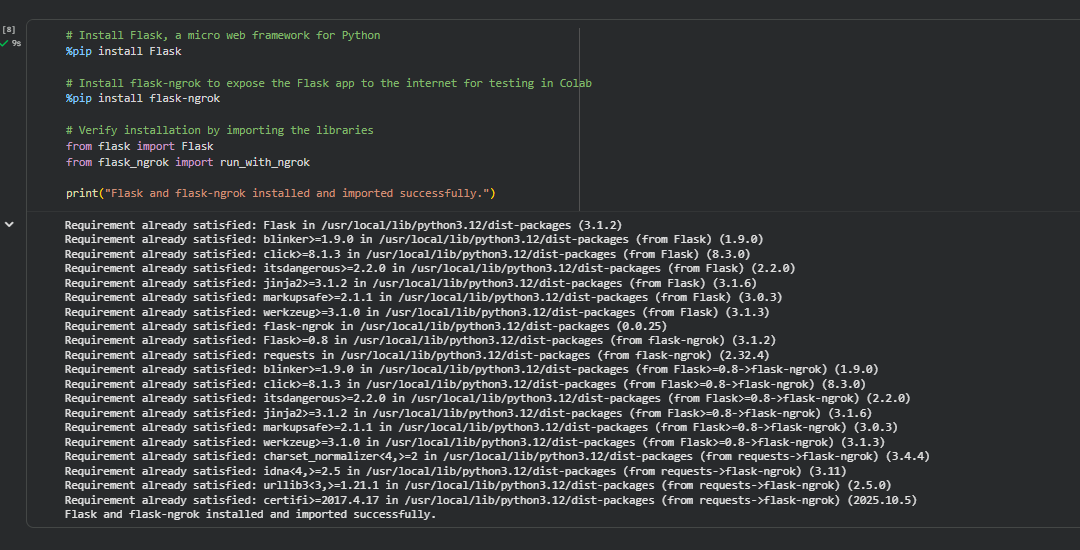 [8]
9s
# Install Flask, a micro web framework for Python
%pip install Flask
# Install flask-ngrok to expose the Flask app to the internet for testing in Colab
%pip install flask-ngrok
# Verify installation by importing the libraries
from flask import Flask
from flask_ngrok import run_with_ngrok
print("Flask and flask-ngrok installed and imported successfully.")
Requirement already satisfied: Flask in /usr/local/lib/python3.12/dist-packages (3.1.2)
Requirement already satisfied: blinker>=1.9.0 in /usr/local/lib/python3.12/dist-packages (from Flask) (1.9.0)
Requirement already satisfied: click>=8.1.3 in /usr/local/lib/python3.12/dist-packages (from Flask) (8.3.0)
Requirement already satisfied: itsdangerous>=2.2.0 in /usr/local/lib/python3.12/dist-packages (from Flask) (2.2.0)
Requirement already satisfied: jinja2>=3.1.2 in /usr/local/lib/python3.12/dist-packages (from Flask) (3.1.6)
Requirement already satisfied: markupsafe>=2.1.1 in /usr/local/lib/python3.12/dist-packages (from Flask) (3.0.3)
Requirement already satisfied: werkzeug>=3.1.0 in /usr/local/lib/python3.12/dist-packages (from Flask) (3.1.3)
Requirement already satisfied: flask-ngrok in /usr/local/lib/python3.12/dist-packages (0.0.25)
Requirement already satisfied: Flask>=0.8 in /usr/local/lib/python3.12/dist-packages (from flask-ngrok) (3.1.2)
Requirement already satisfied: requests in /usr/local/lib/python3.12/dist-packages (from flask-ngrok) (2.32.4)
Requirement already satisfied: blinker>=1.9.0 in /usr/local/lib/python3.12/dist-packages (from Flask>=0.8->flask-ngrok) (1.9.0)
Requirement already satisfied: click>=8.1.3 in /usr/local/lib/python3.12/dist-packages (from Flask>=0.8->flask-ngrok) (8.3.0)
Requirement already satisfied: itsdangerous>=2.2.0 in /usr/local/lib/python3.12/dist-packages (from Flask>=0.8->flask-ngrok) (2.2.0)
Requirement already satisfied: jinja2>=3.1.2 in /usr/local/lib/python3.12/dist-packages (from Flask>=0.8->flask-ngrok) (3.1.6)
Requirement already satisfied: markupsafe>=2.1.1 in /usr/local/lib/python3.12/dist-packages (from Flask>=0.8->flask-ngrok) (3.0.3)
Requirement already satisfied: werkzeug>=3.1.0 in /usr/local/lib/python3.12/dist-packages (from Flask>=0.8->flask-ngrok) (3.1.3)
Requirement already satisfied: charset_normalizer<4,>=2 in /usr/local/lib/python3.12/dist-packages (from requests->flask-ngrok) (3.4.4)
Requirement already satisfied: idna<4,>=2.5 in /usr/local/lib/python3.12/dist-packages (from requests->flask-ngrok) (3.11)
Requirement already satisfied: urllib3<3,>=1.21.1 in /usr/local/lib/python3.12/dist-packages (from requests->flask-ngrok) (2.5.0)
Requirement already satisfied: certifi>=2017.4.17 in /usr/local/lib/python3.12/dist-packages (from requests->flask-ngrok) (2025.10.5)
Flask and flask-ngrok installed and imported successfully.